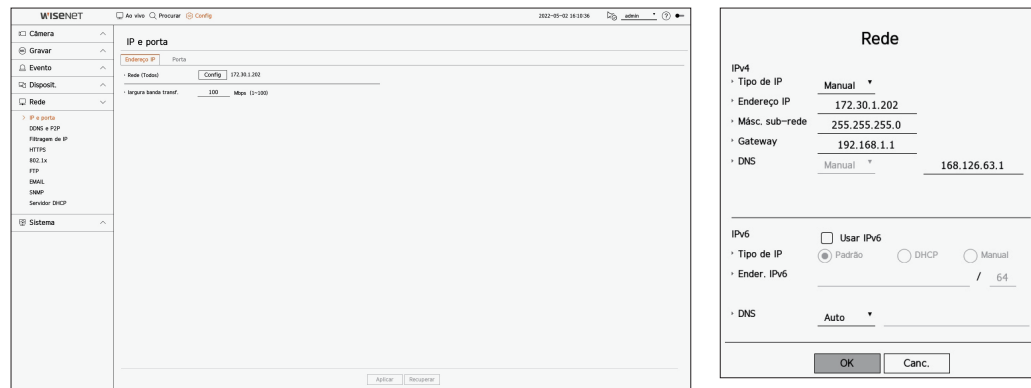 WISENET
Ao vivo Procurar Config 2022-05-02 16:10:36 admin ?
Câmera
Gravar
Evento
Disposit.
Rede
IP e porta
DDNS e P2P
Filtragem de IP
HTTPS
802.1x
FTP
EMAIL
SNMP
Servidor DHCP
Sistema
IP e porta
Endereço IP Porta
Rede (Todos) Config 172.30.1.202
largura banda transf. 100 Mbps (1~100)
Aplicar Recuperar
Rede
IPv4
Tipo de IP Manual
Endereço IP 172.30.1.202
Másc. sub-rede 255.255.255.0
Gateway 192.168.1.1
DNS Manual 168.126.63.1
IPv6 Usar IPv6
Tipo de IP Padrão DHCP Manual
Ender. IPv6 / 64
DNS Auto
OK Canc.